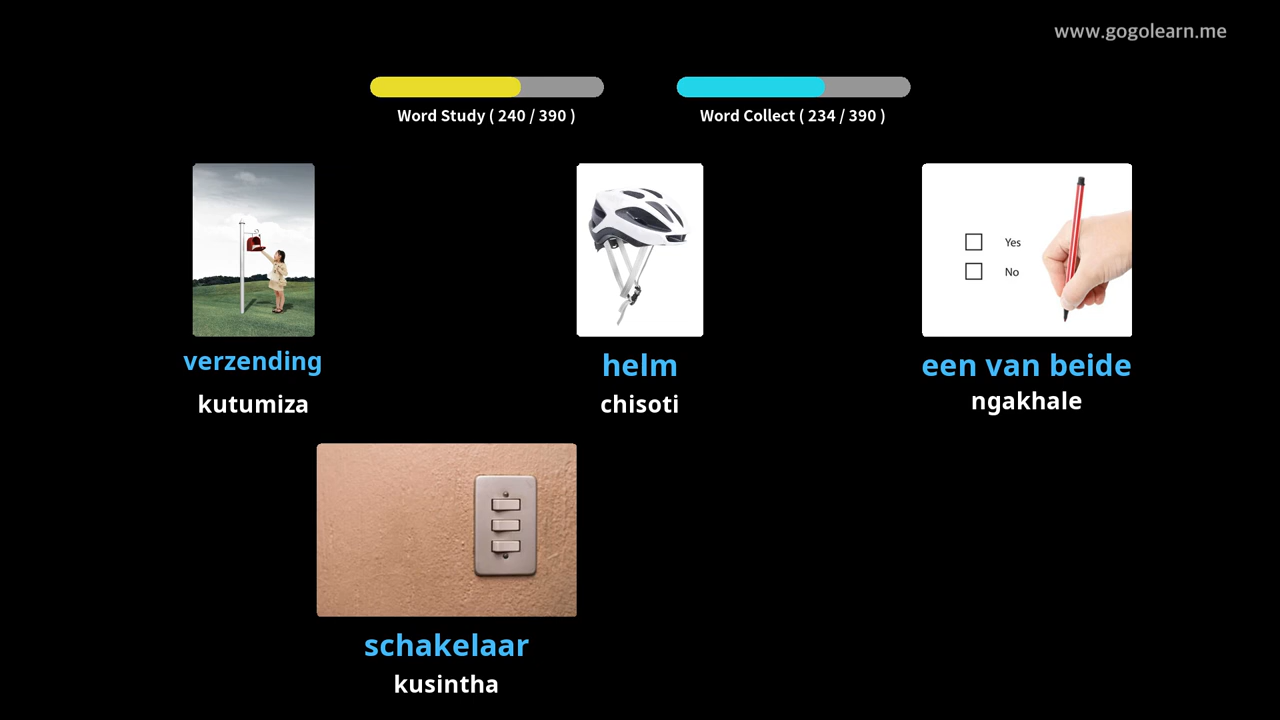 www.gogolearn.me
Word Study ( 240 / 390 )
Word Collect ( 234 / 390 )
Yes
No
verzending
kutumiza
helm
chisoti
een van beide
ngakhale
schakelaar
kusintha